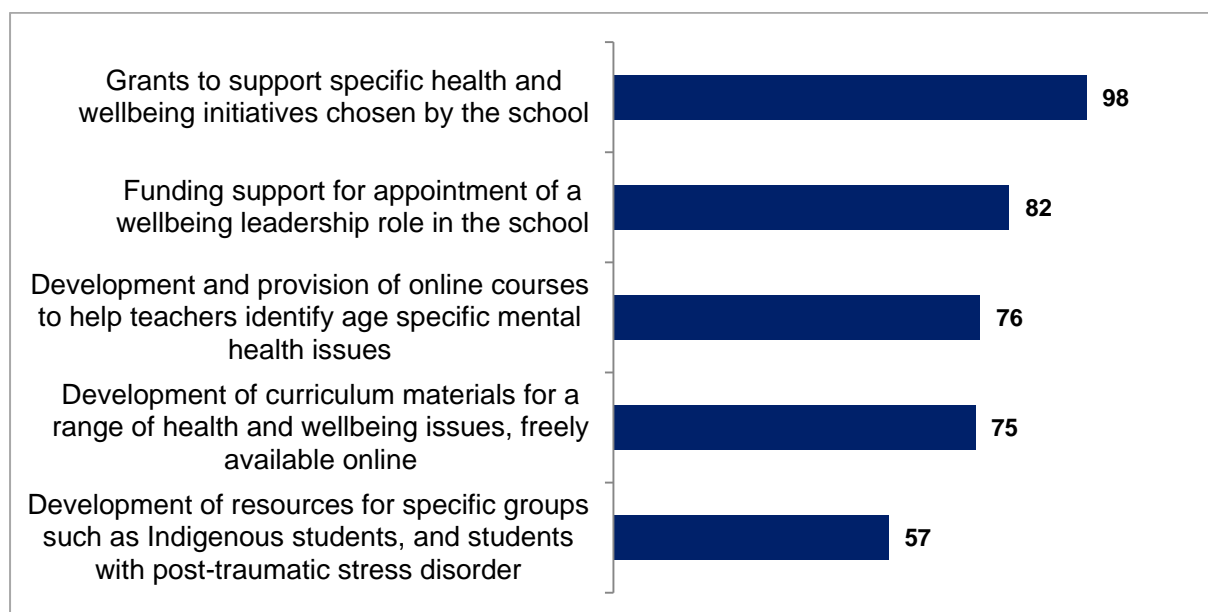 Grants to support specific health and
wellbeing initiatives chosen by the school
98
Funding support for appointment of a
wellbeing leadership role in the school
82
Development and provision of online courses
to help teachers identify age specific mental
health issues
76
Development of curriculum materials for a
range of health and wellbeing issues, freely
available online
75
Development of resources for specific groups
such as Indigenous students, and students
with post-traumatic stress disorder
57